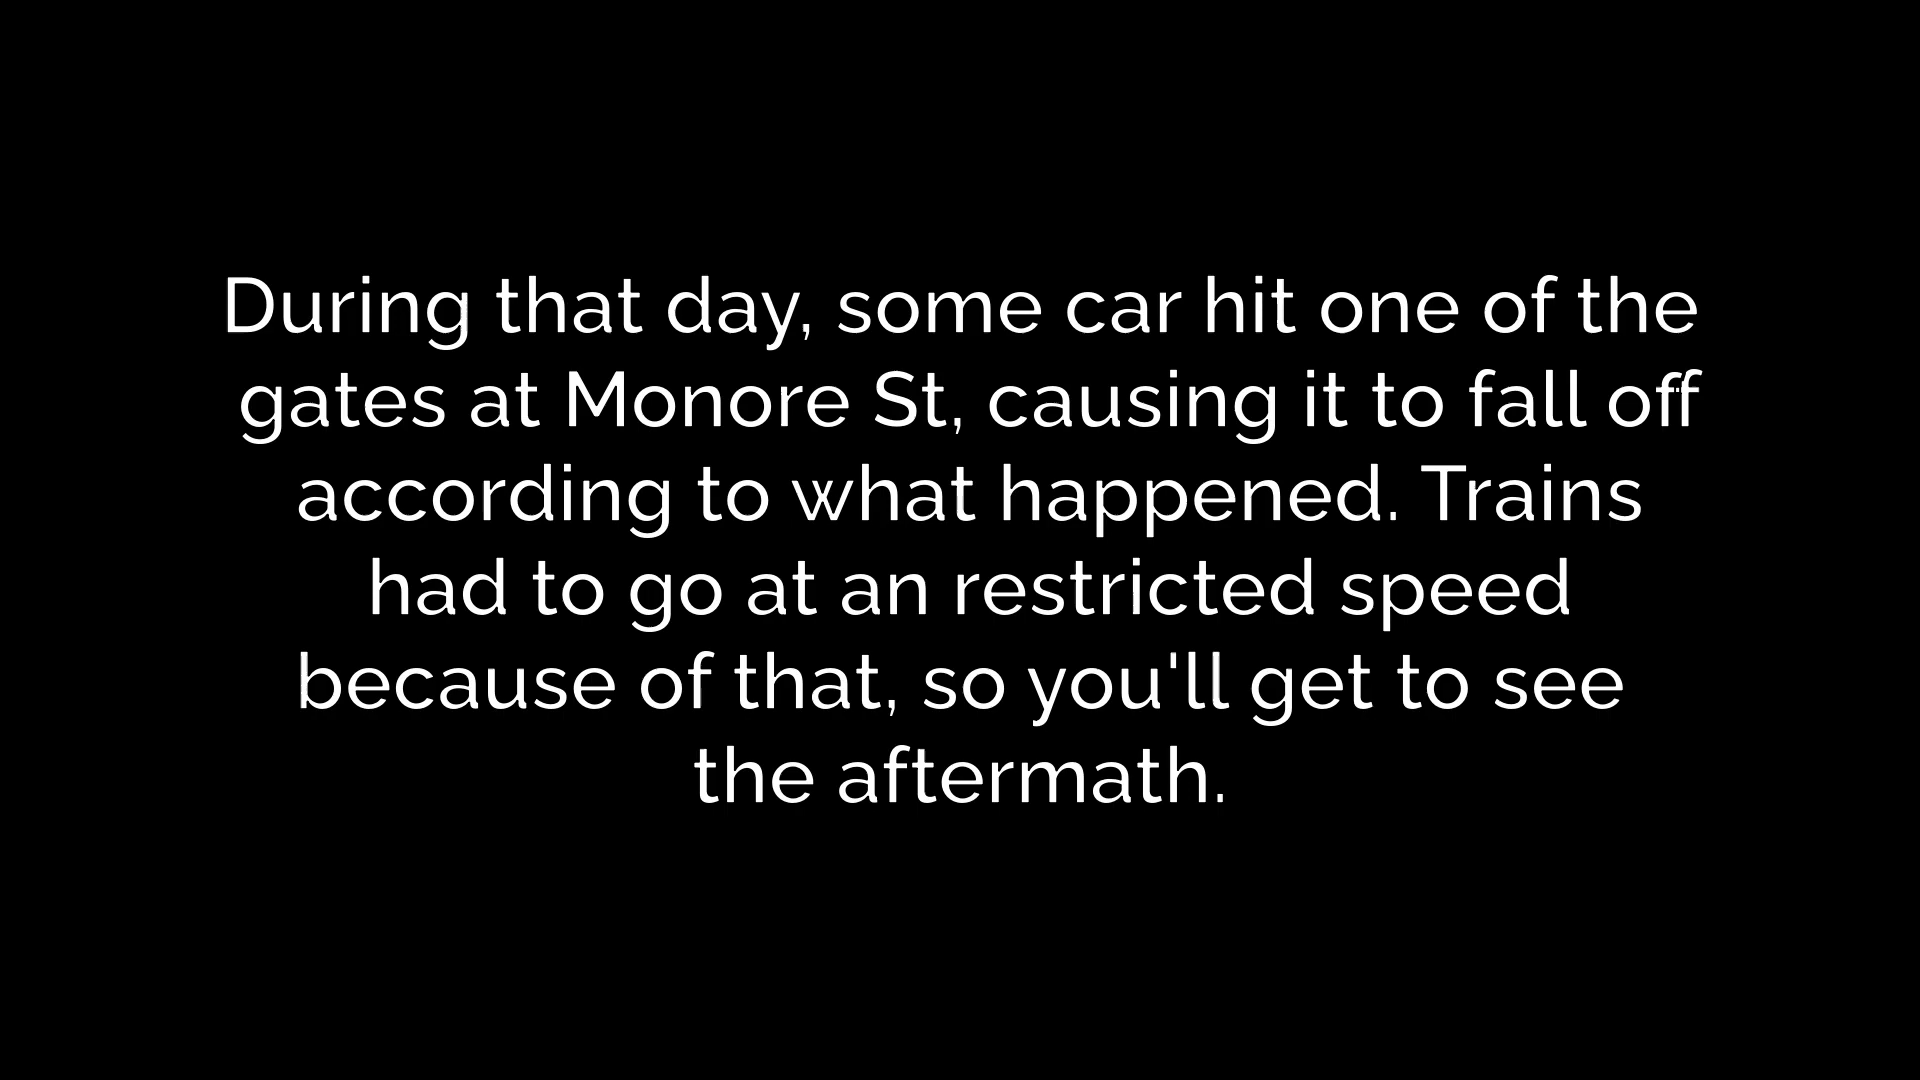 During that day, some car hit one of the
gates at Monore St, causing it to fall off
according to what happened. Trains
had to go at an restricted speed
because of that, so you'll get to see
the aftermath.